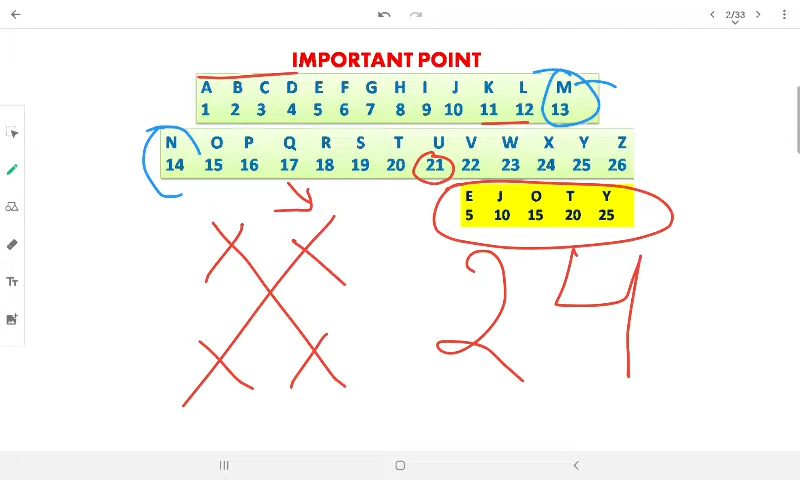 2/33
IMPORTANT POINT
A B C D E F G H I J K L M
1 2 3 4 5 6 7 8 9 10 11 12 13
N O P Q R S T U V W X Y Z
14 15 16 17 18 19 20 21 22 23 24 25 26
E J O T Y
5 10 15 20 25
24
Tт